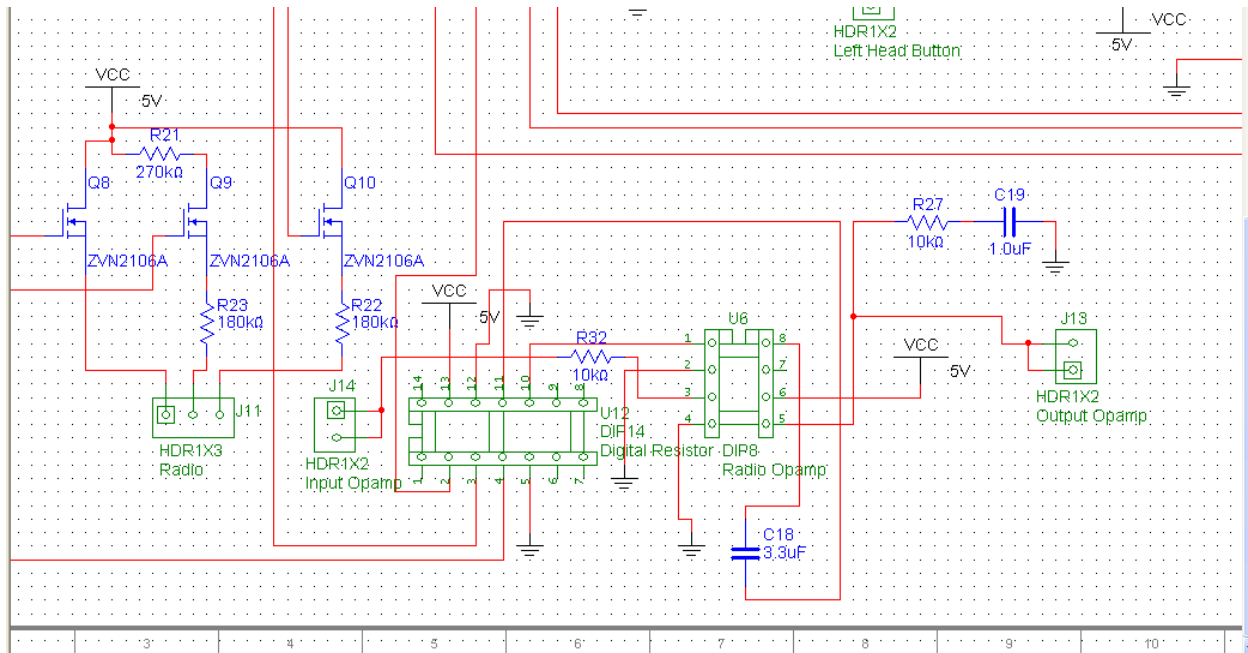 HDR1X2
Left Head Button
VCC
5V
VCC
5V
R21
270kΩ
Q8
Q9
Q10
ZVN2106A
ZVN2106A
ZVN2106A
R27
10kΩ
C19
1.0uF
R23
180kΩ
R22
180kΩ
VCC
5V
R32
10kΩ
U6
1
2
3
4
8
7
6
5
DIP8
Radio Opamp
VCC
5V
J13
HDR1X2
Output Opamp
J11
HDR1X3
Radio
J14
HDR1X2
Input Opamp
14
13
12
11
10
9
8
1
2
3
4
5
6
7
U12
DIP14
Digital Resistor
C18
3.3uF
3
4
5
6
7
8
9
10